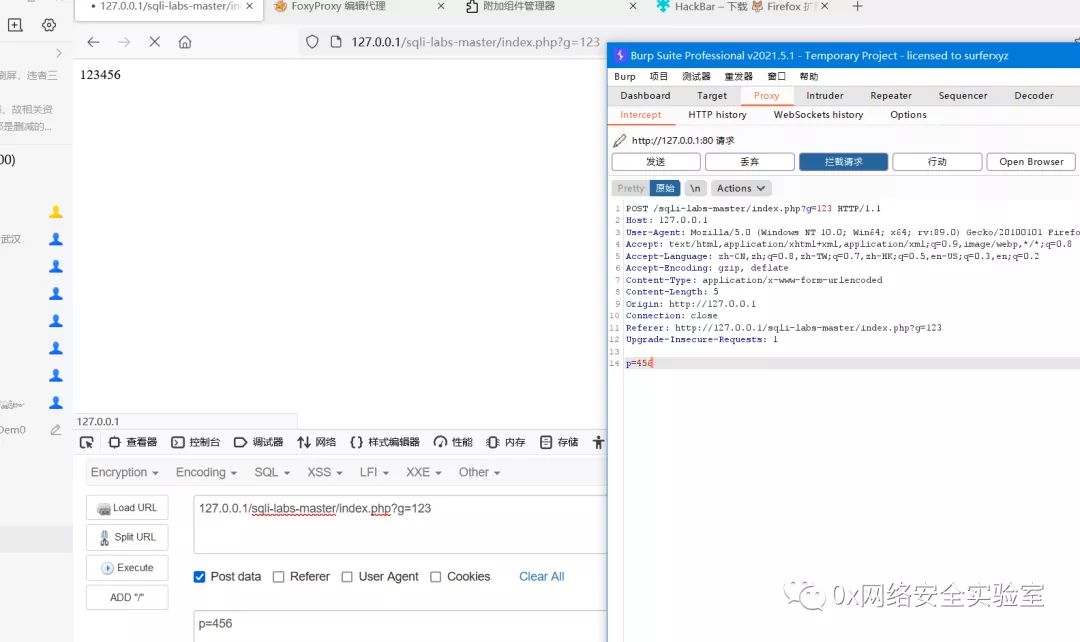 127.0.0.1/sqli-labs-master/in
FoxyProxy 编辑代理
附加组件管理器
HackBar – 下载 Firefox 扩
127.0.0.1/sqli-labs-master/index.php?g=123
刷屏，违者三
，故相关资
都是删减的...
00)
武汉
Dem0
123456
127.0.0.1
查看器 控制台 调试器 网络 样式编辑器 性能 内存 存储
Encryption Encoding SQL XSS LFI XXE Other
Load URL
Split URL
Execute
ADD "/"
127.0.0.1/sqli-labs-master/index.php?g=123
Post data Referer User Agent Cookies Clear All
p=456
Burp Suite Professional v2021.5.1 - Temporary Project - licensed to surferxyz
Burp 项目 测试器 重发器 窗口 帮助
Dashboard Target Proxy Intruder Repeater Sequencer Decoder
Intercept HTTP history WebSockets history Options
http://127.0.0.1:80 请求
发送 丢弃 拦截请求 行动 Open Browser
Pretty 原始 \n Actions
1 POST /sqli-labs-master/index.php?g=123 HTTP/1.1
2 Host: 127.0.0.1
3 User-Agent: Mozilla/5.0 (Windows NT 10.0; Win64; x64; rv:89.0) Gecko/20100101 Firefo
4 Accept: text/html,application/xhtml+xml,application/xml;q=0.9,image/webp,*/*;q=0.8
5 Accept-Language: zh-CN,zh;q=0.8,zh-TW;q=0.7,zh-HK;q=0.5,en-US;q=0.3,en;q=0.2
6 Accept-Encoding: gzip, deflate
7 Content-Type: application/x-www-form-urlencoded
8 Content-Length: 5
9 Origin: http://127.0.0.1
10 Connection: close
11 Referer: http://127.0.0.1/sqli-labs-master/index.php?g=123
12 Upgrade-Insecure-Requests: 1
13
14 p=456
0x网络安全实验室